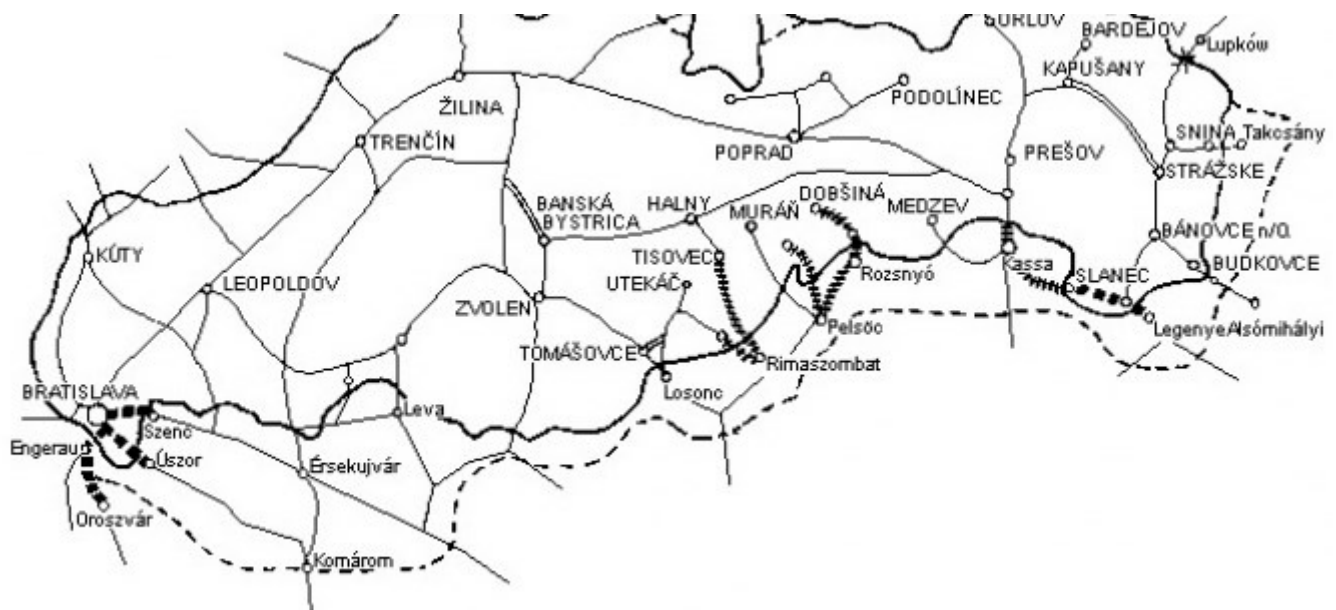 ORLOV
BARDEJOV
Lupków
KAPUŠANY
ŽILINA
PODOLÍNEC
TRENČÍN
POPRAD
PREŠOV
SNINA Takcsány
STRÁŽSKE
BANSKÁ
BYSTRICA
HALNY
DOBŠINÁ
MURÁŇ
MEDZEV
BÁNOVCE n/O.
KÚTY
TISOVEC
Rozsnyó
Kassa
SLANEC
BUDKOVCE
LEOPOLDOV
UTEKÁČ
ZVOLEN
Pelsöc
Legenye Alsómihályi
TOMÁŠOVCE
Rimaszombat
Losonc
BRATISLAVA
Leva
Szenc
Engerau
Úszor
Érsekujvár
Oroszvár
Komárom